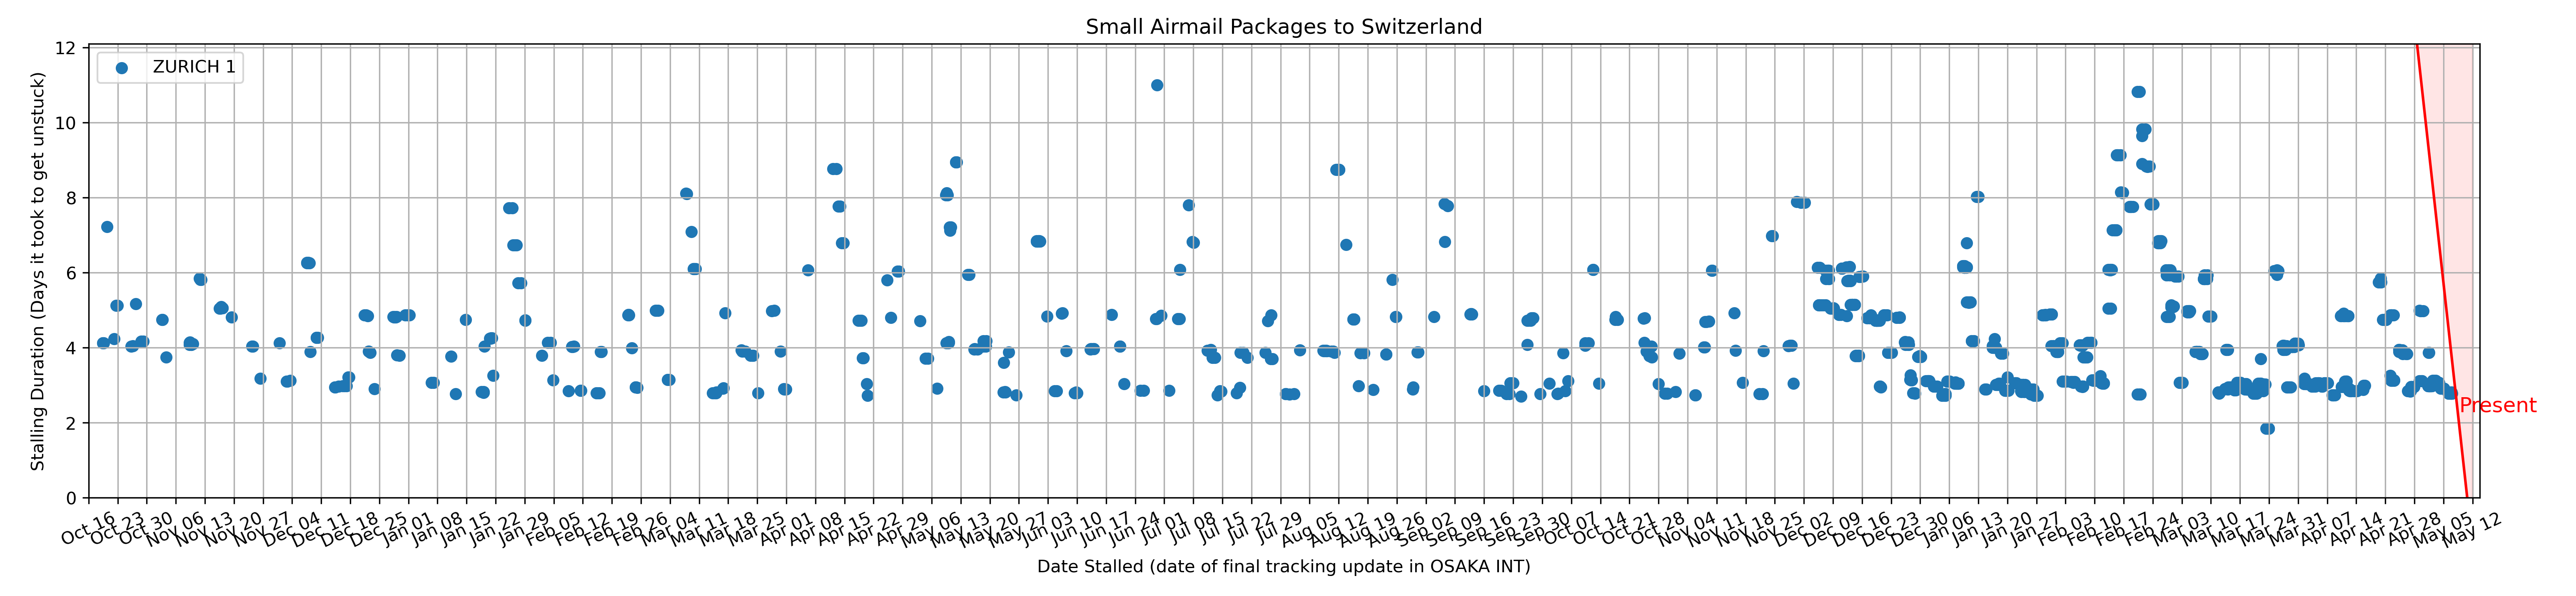 Small Airmail Packages to Switzerland
ZURICH 1
Stalling Duration (Days it took to get unstuck)
12
10
8
6
4
2
0
Present
Oct 16 Oct 23 Oct 30 Nov 06 Nov 13 Nov 20 Nov 27 Dec 04 Dec 11 Dec 18 Dec 25 Jan 01 Jan 08 Jan 15 Jan 22 Jan 29 Feb 05 Feb 12 Feb 19 Feb 26 Mar 04 Mar 11 Mar 18 Mar 25 Apr 01 Apr 08 Apr 15 Apr 22 Apr 29 May 06 May 13 May 20 May 27 Jun 03 Jun 10 Jun 17 Jun 24 Jul 01 Jul 08 Jul 15 Jul 22 Jul 29 Aug 05 Aug 12 Aug 19 Aug 26 Sep 02 Sep 09 Sep 16 Sep 23 Sep 30 Oct 07 Oct 14 Oct 21 Oct 28 Nov 04 Nov 11 Nov 18 Nov 25 Dec 02 Dec 09 Dec 16 Dec 23 Dec 30 Jan 06 Jan 13 Jan 20 Jan 27 Feb 03 Feb 10 Feb 17 Feb 24 Mar 03 Mar 10 Mar 17 Mar 24 Mar 31 Apr 07 Apr 14 Apr 21 Apr 28 May 05 May 12
Date Stalled (date of final tracking update in OSAKA INT)